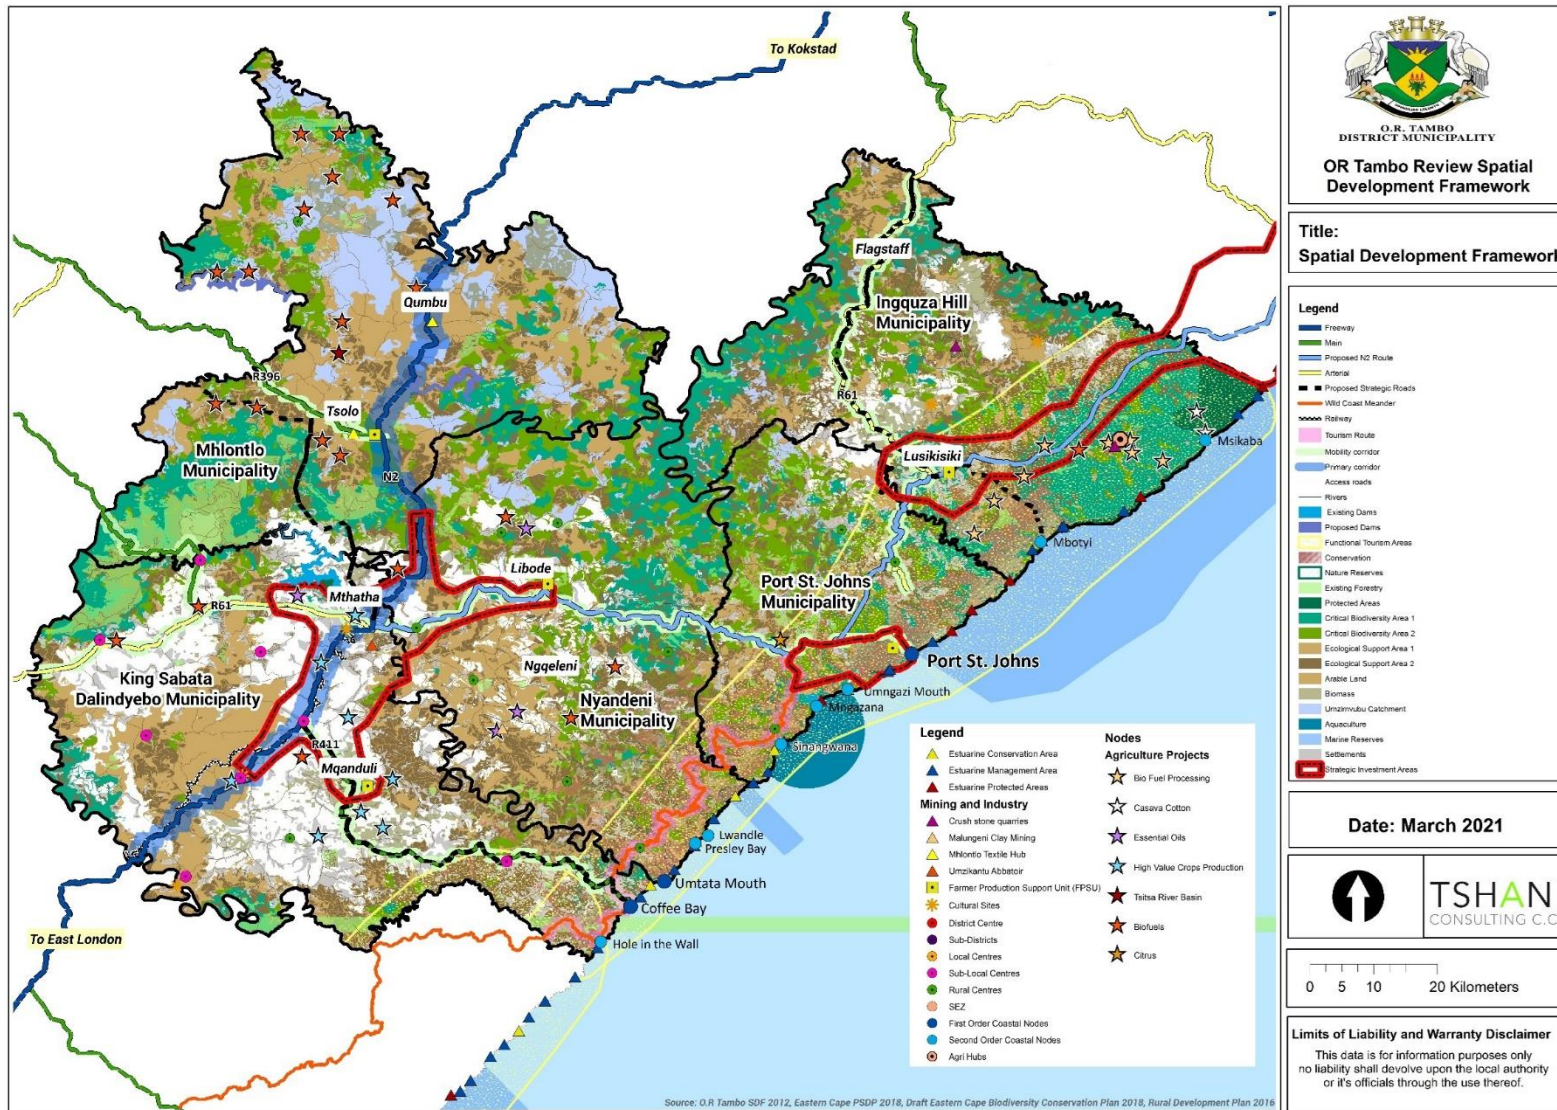 To Kokstad
Flagstaff
Ingquza Hill
Municipality
Qumbu
R396
Tsolo
R61
Mhlontlo
Municipality
N2
Lusikisiki
Msikaba
Mbotyi
Libode
Port St. Johns
Municipality
Mthatha
R61
Port St. Johns
Ngqeleni
King Sabata
Dalindyebo Municipality
Nyandeni
Municipality
Umngazi Mouth
Mngazana
Sinangwana
R411
Mqanduli
Lwandle
Presley Bay
Umtata Mouth
Coffee Bay
Hole in the Wall
To East London
Legend
Estuarine Conservation Area
Estuarine Management Area
Estuarine Protected Areas
Mining and Industry
Crush stone quarries
Malungeni Clay Mining
Mhlontlo Textile Hub
Umzikantu Abbatoir
Farmer Production Support Unit (FPSU)
Cultural Sites
District Centre
Sub-Districts
Local Centres
Sub-Local Centres
Rural Centres
SEZ
First Order Coastal Nodes
Second Order Coastal Nodes
Agri Hubs
Nodes
Agriculture Projects
Bio Fuel Processing
Casava Cotton
Essential Oils
High Value Crops Production
Tsitsa River Basin
Biofuels
Citrus
Source: O.R Tambo SDF 2012, Eastern Cape PSDP 2018, Draft Eastern Cape Biodiversity Conservation Plan 2018, Rural Development Plan 2016
O.R. TAMBO
DISTRICT MUNICIPALITY
OR Tambo Review Spatial
Development Framework
Title:
Spatial Development Framework
Legend
Freeway
Main
Proposed N2 Route
Arterial
Proposed Strategic Roads
Wild Coast Meander
Railway
Tourism Route
Mobility corridor
Primary corridor
Access roads
Rivers
Existing Dams
Proposed Dams
Functional Tourism Areas
Conservation
Nature Reserves
Existing Forestry
Protected Areas
Critical Biodiversity Area 1
Critical Biodiversity Area 2
Ecological Support Area 1
Ecological Support Area 2
Arable Land
Biomass
Umzimvubu Catchment
Aquaculture
Marine Reserves
Settlements
Strategic Investment Areas
Date: March 2021
TSHAN
CONSULTING C.C
0 5 10 20 Kilometers
Limits of Liability and Warranty Disclaimer
This data is for information purposes only
no liability shall devolve upon the local authority
or it's officials through the use thereof.